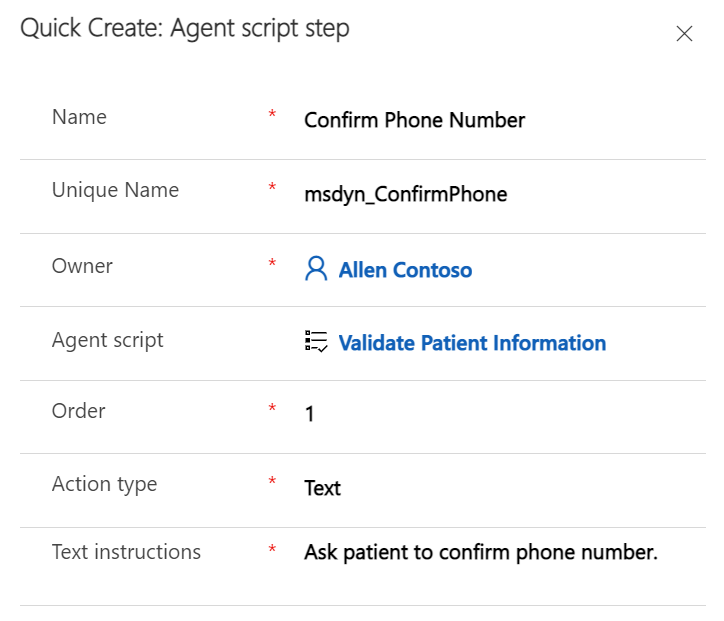 Quick Create: Agent script step
Name * Confirm Phone Number
Unique Name * msdyn_ConfirmPhone
Owner * Allen Contoso
Agent script Validate Patient Information
Order * 1
Action type * Text
Text instructions * Ask patient to confirm phone number.